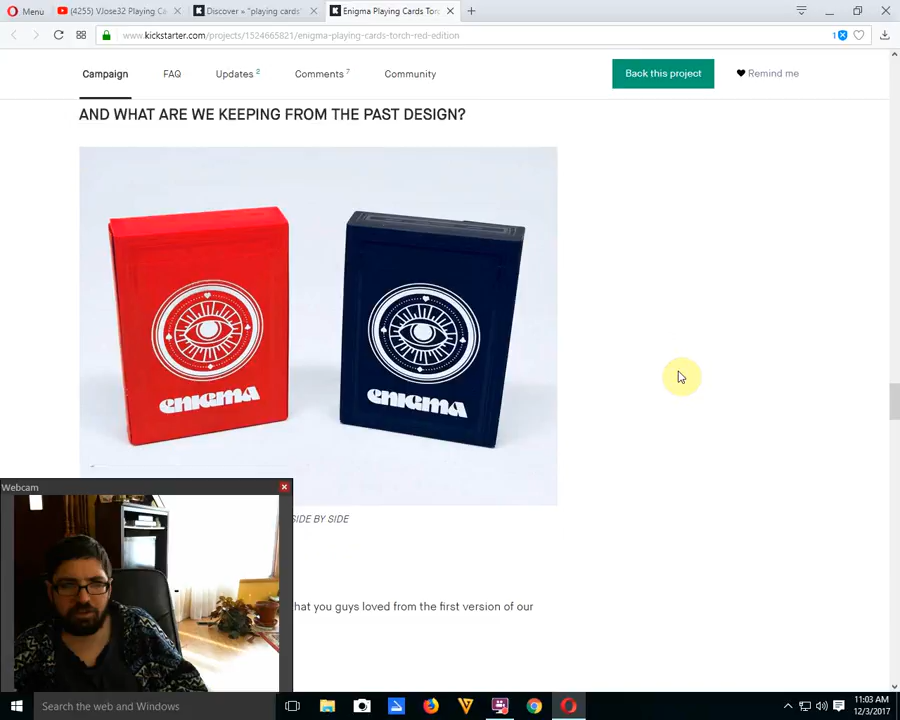 Menu
(4255) VJose32 Playing Ca
Discover » "playing cards"
Enigma Playing Cards Torc
www.kickstarter.com/projects/1524665821/enigma-playing-cards-torch-red-edition
1
Campaign
FAQ
Updates 2
Comments 7
Community
Back this project
Remind me
AND WHAT ARE WE KEEPING FROM THE PAST DESIGN?
enigma
enigma
Webcam
SIDE BY SIDE
hat you guys loved from the first version of our
Search the web and Windows
11:03 AM
12/3/2017